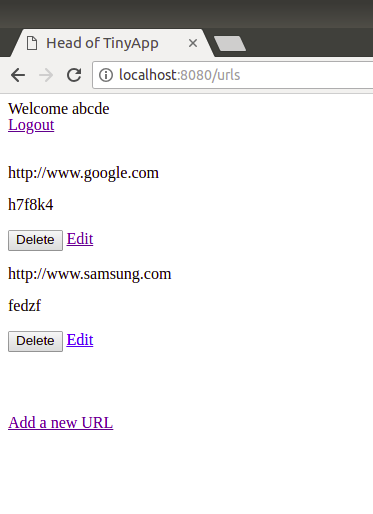 Head of TinyApp
localhost:8080/urls
Welcome abcde
Logout
http://www.google.com
h7f8k4
Delete Edit
http://www.samsung.com
fedzf
Delete Edit
Add a new URL